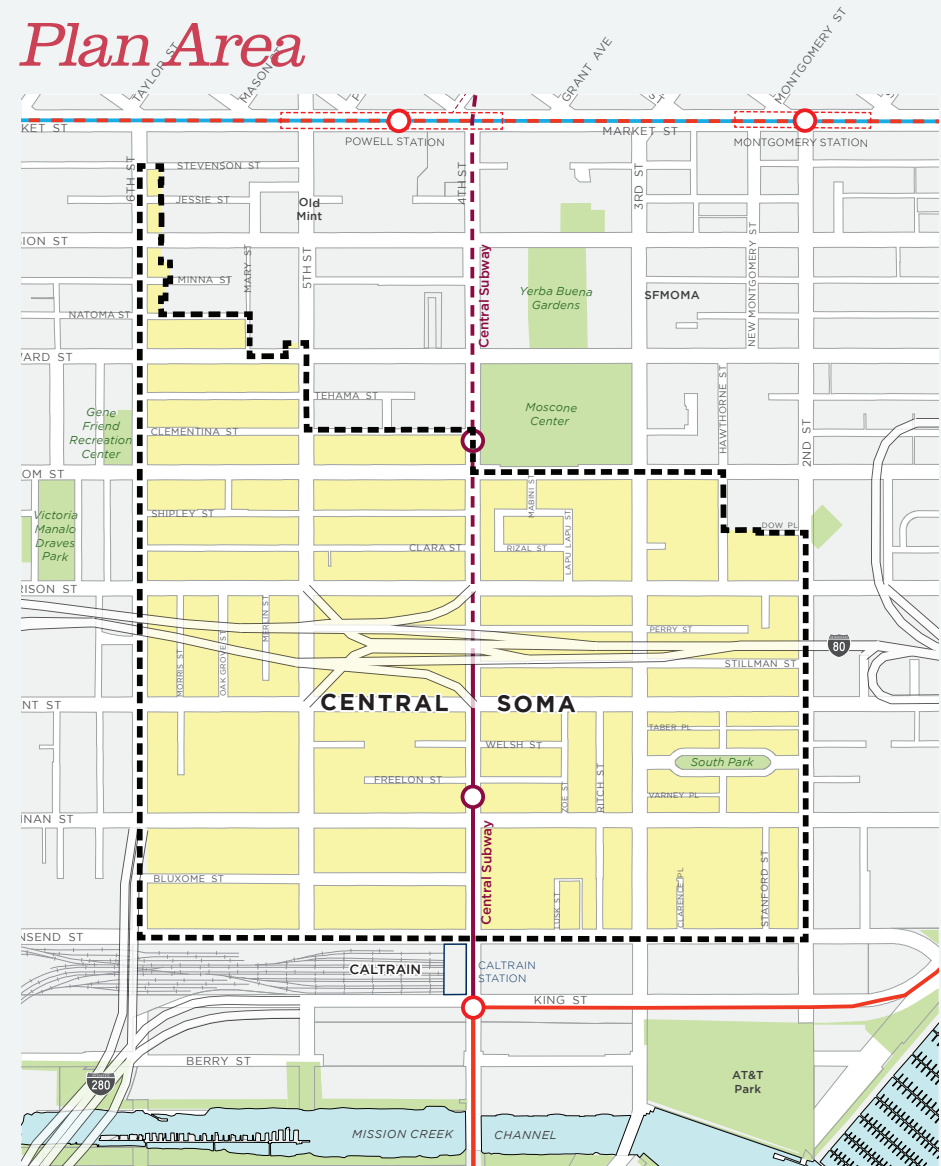 Plan Area
TAYLOR ST
MASON ST
GRANT AVE
MONTGOMERY ST
KET ST
POWELL STATION
MARKET ST
MONTGOMERY STATION
6TH ST
STEVENSON ST
4TH ST
3RD ST
JESSIE ST
Old
Mint
ION ST
MINNA ST
MARY ST
5TH ST
Central Subway
Yerba Buena
Gardens
SFMOMA
NEW MONTGOMERY ST
NATOMA ST
ARD ST
TEHAMA ST
HAWTHORNE ST
Gene
Friend
Recreation
Center
CLEMENTINA ST
Moscone
Center
2ND ST
OM ST
Victoria
Manalo
Draves
Park
SHIPLEY ST
MABINI ST
LAPU LAPU ST
DOW PL
CLARA ST
RIZAL ST
RISON ST
MORRIS ST
OAK GROVE ST
MERLIN ST
PERRY ST
80
STILLMAN ST
NT ST
CENTRAL SOMA
TABER PL
WELSH ST
South Park
FREELON ST
ZOE ST
RITCH ST
VARNEY PL
NAN ST
Central Subway
BLUXOME ST
LUSK ST
CLARENCE PL
STANFORD ST
NSEND ST
CALTRAIN
CALTRAIN
STATION
KING ST
BERRY ST
280
AT&T
Park
MISSION CREEK
CHANNEL